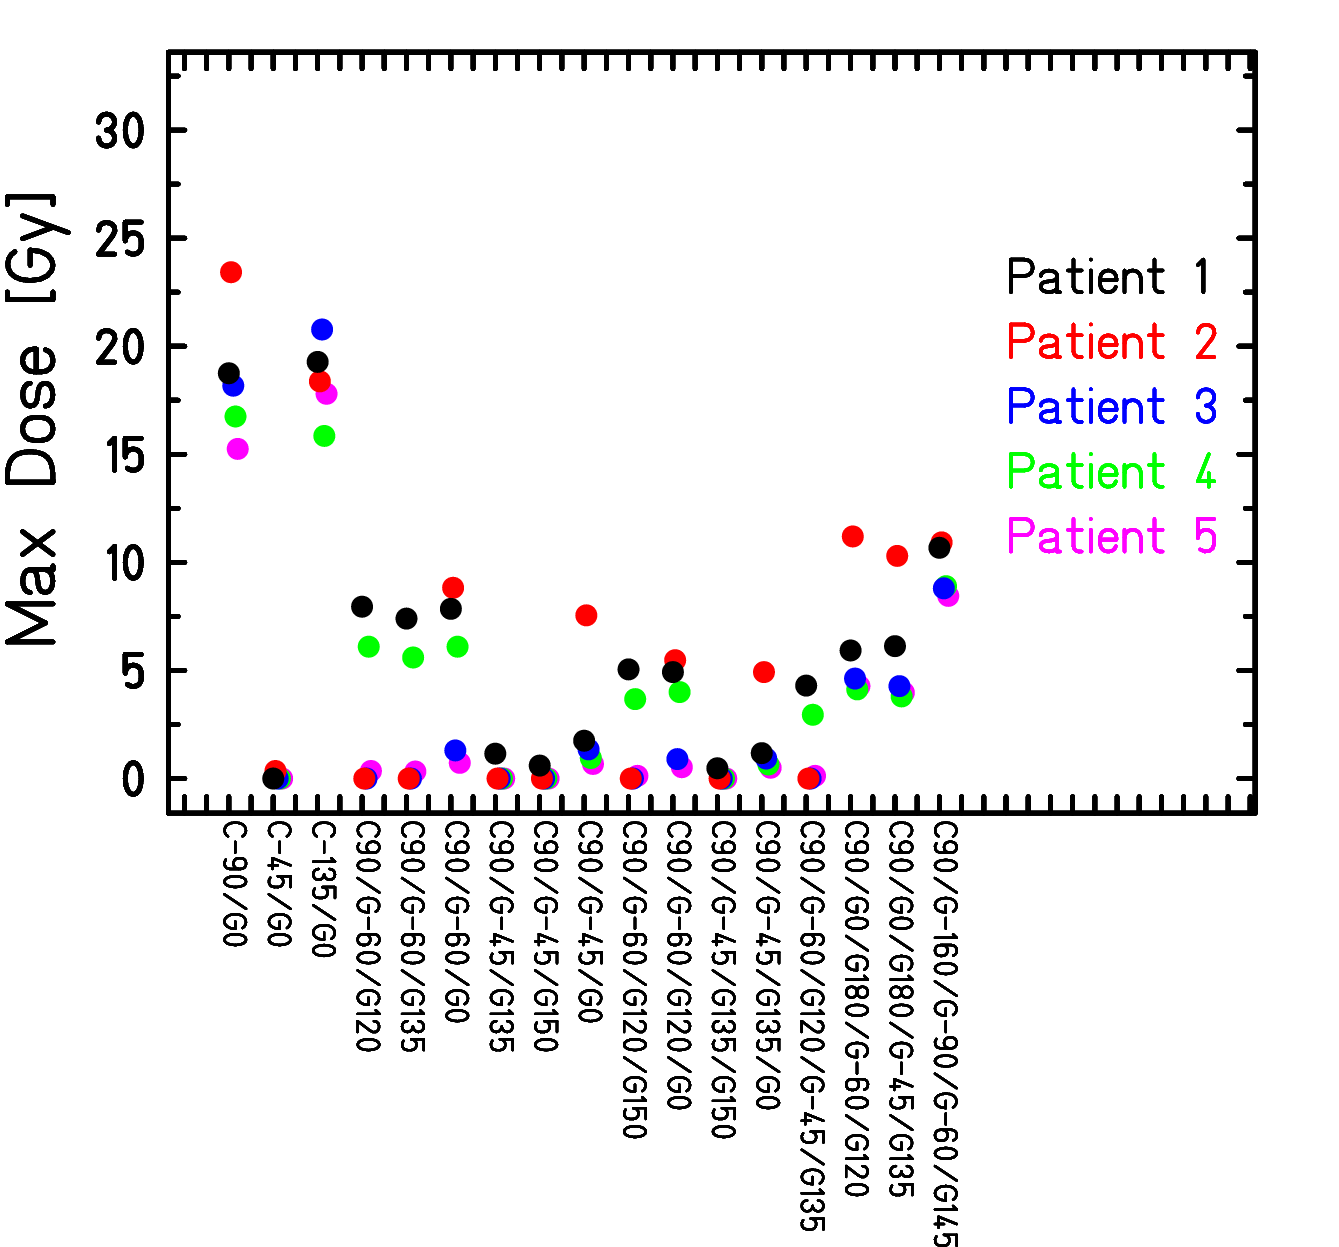 Max Dose [Gy]
30
25
20
15
10
5
0
Patient 1
Patient 2
Patient 3
Patient 4
Patient 5
C-90/G0
C-45/G0
C-135/G0
C90/G-60/G120
C90/G-60/G135
C90/G-60/G0
C90/G-45/G135
C90/G-45/G150
C90/G-45/G0
C90/G-60/G120/G150
C90/G-60/G120/G0
C90/G-45/G135/G150
C90/G-45/G135/G0
C90/G-60/G120/G-45/G135
C90/G0/G180/G-60/G120
C90/G0/G180/G-45/G135
C90/G-160/G-90/G-60/G145